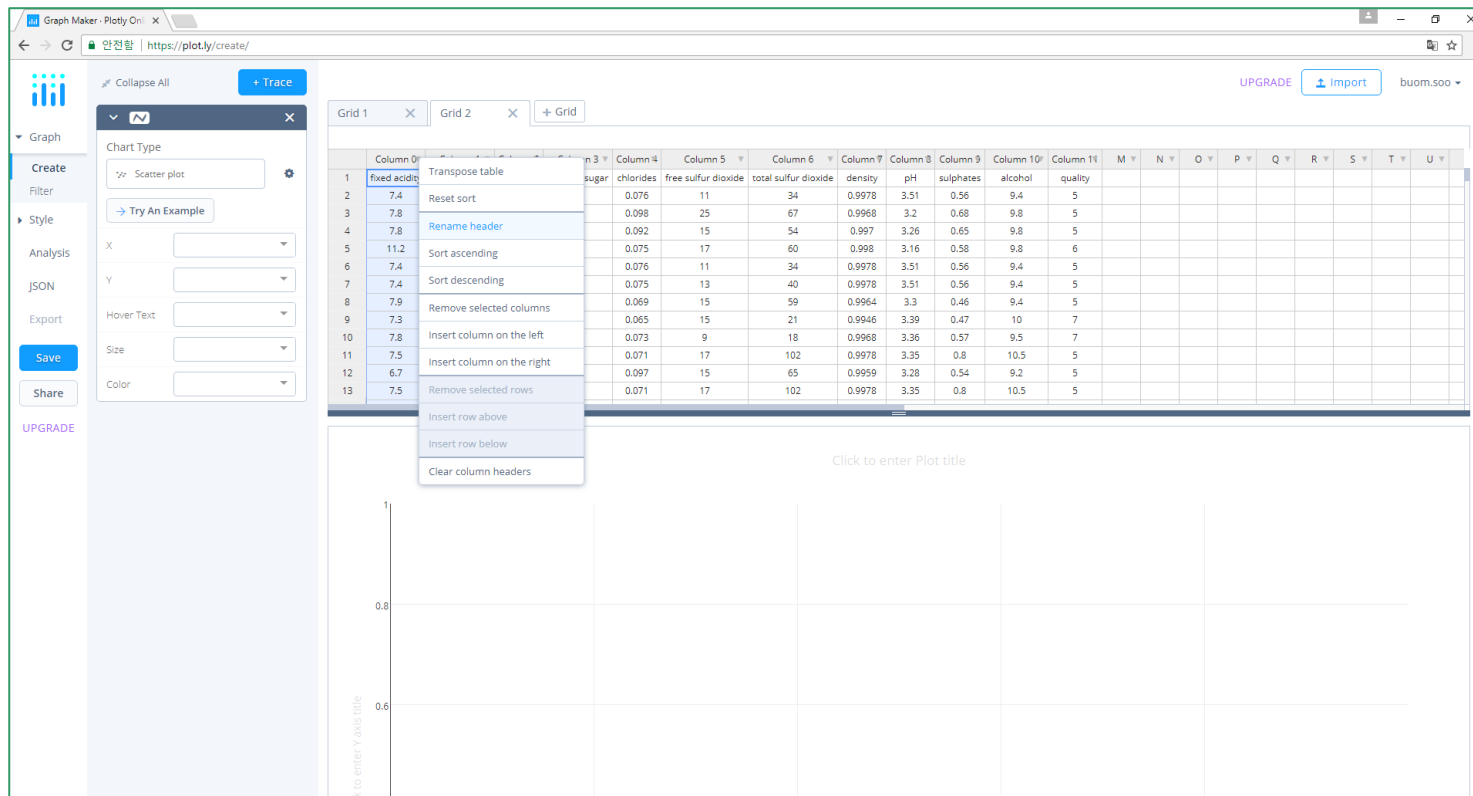 Graph Maker · Plotly Onl
안전함 https://plot.ly/create/
Collapse All
+ Trace
UPGRADE
Import
buom.soo
Grid 1
Grid 2
+ Grid
Graph
Create
Filter
Style
Analysis
JSON
Export
Save
Share
UPGRADE
Chart Type
Scatter plot
Try An Example
X
Y
Hover Text
Size
Color
Column 0 n 3 Column 4 Column 5 Column 6 Column 7 Column 8 Column 9 Column 10 Column 11 M N O P Q R S T U
1 fixed acidity sugar chlorides free sulfur dioxide total sulfur dioxide density pH sulphates alcohol quality
2 7.4 0.076 11 34 0.9978 3.51 0.56 9.4 5
3 7.8 0.098 25 67 0.9968 3.2 0.68 9.8 5
4 7.8 0.092 15 54 0.997 3.26 0.65 9.8 5
5 11.2 0.075 17 60 0.998 3.16 0.58 9.8 6
6 7.4 0.076 11 34 0.9978 3.51 0.56 9.4 5
7 7.4 0.075 13 40 0.9978 3.51 0.56 9.4 5
8 7.9 0.069 15 59 0.9964 3.3 0.46 9.4 5
9 7.3 0.065 15 21 0.9946 3.39 0.47 10 7
10 7.8 0.073 9 18 0.9968 3.36 0.57 9.5 7
11 7.5 0.071 17 102 0.9978 3.35 0.8 10.5 5
12 6.7 0.097 15 65 0.9959 3.28 0.54 9.2 5
13 7.5 0.071 17 102 0.9978 3.35 0.8 10.5 5
Transpose table
Reset sort
Rename header
Sort ascending
Sort descending
Remove selected columns
Insert column on the left
Insert column on the right
Remove selected rows
Insert row above
Insert row below
Clear column headers
Click to enter Plot title
1
0.8
0.6
k to enter Y axis title